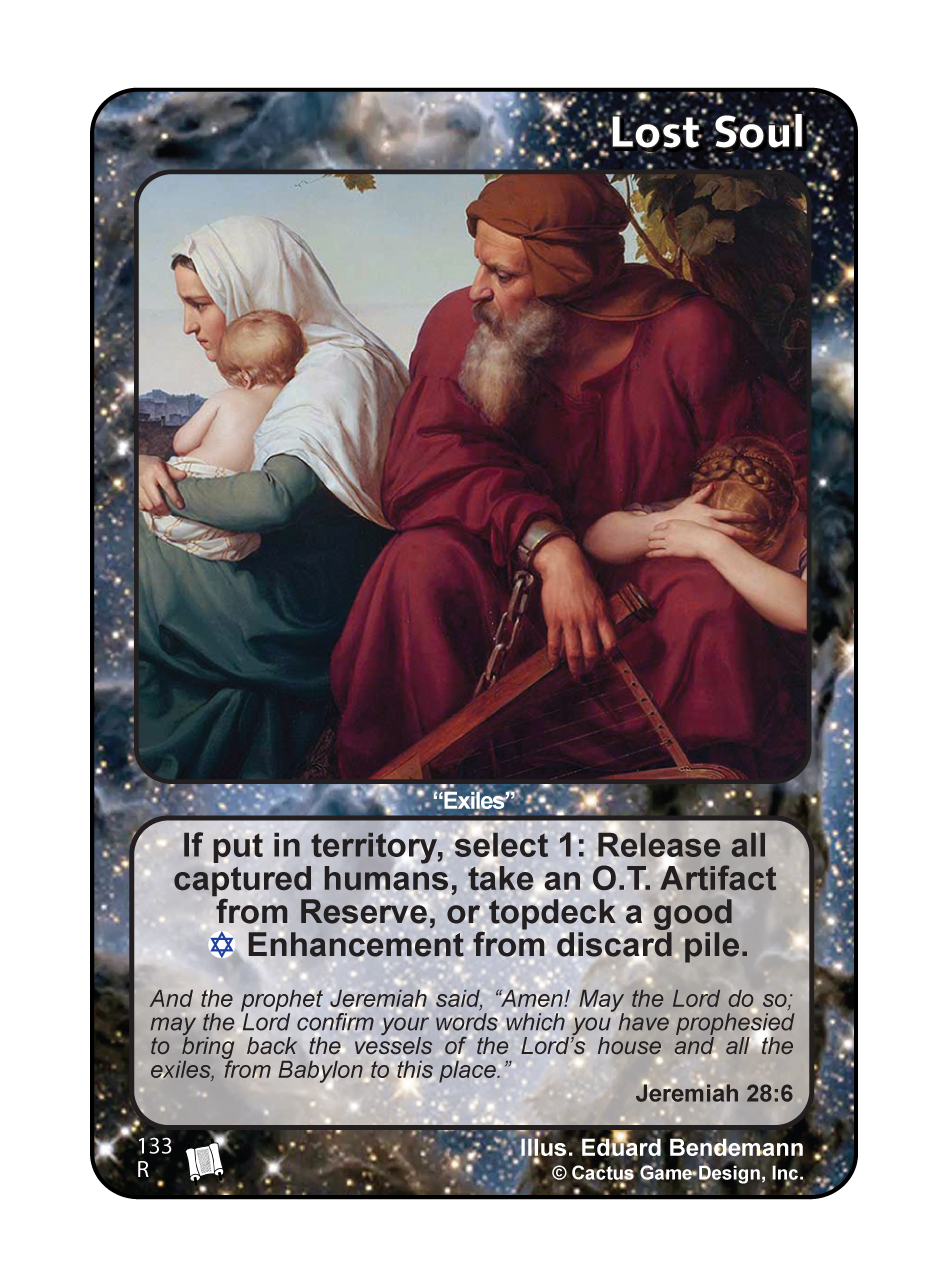 Lost Soul
“Exiles”
If put in territory, select 1: Release all
captured humans, take an O.T. Artifact
from Reserve, or topdeck a good
✡ Enhancement from discard pile.
And the prophet Jeremiah said, “Amen! May the Lord do so;
may the Lord confirm your words which you have prophesied
to bring back the vessels of the Lord’s house and all the
exiles, from Babylon to this place.”
Jeremiah 28:6
133
R
Illus. Eduard Bendemann
© Cactus Game Design, Inc.